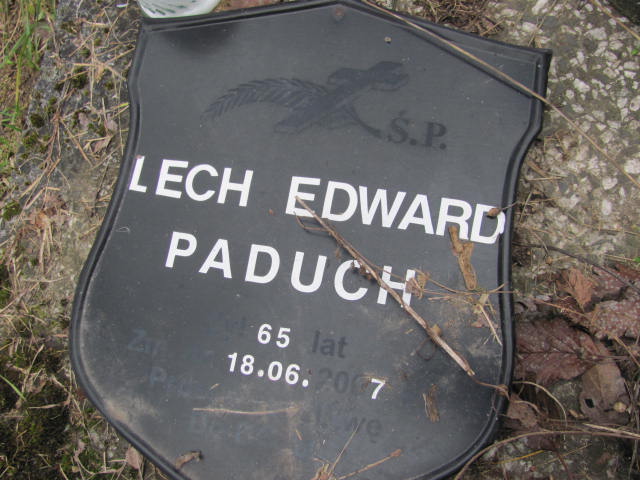 Ś.P.
LECH EDWARD
PADUCH
65 lat
18.06. 2007